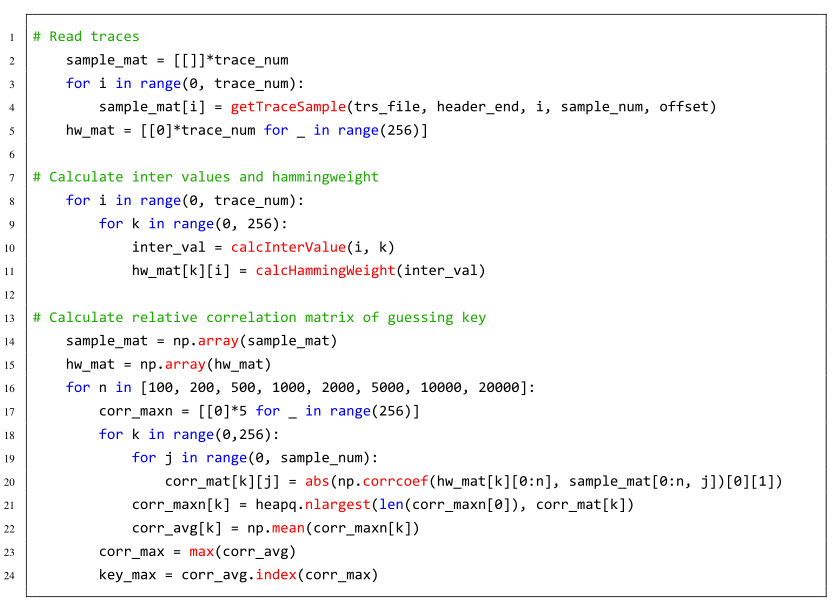 1 # Read traces
2 sample_mat = [[]]*trace_num
3 for i in range(0, trace_num):
4 sample_mat[i] = getTraceSample(trs_file, header_end, i, sample_num, offset)
5 hw_mat = [[0]*trace_num for _ in range(256)]
6
7 # Calculate inter values and hammingweight
8 for i in range(0, trace_num):
9 for k in range(0, 256):
10 inter_val = calcInterValue(i, k)
11 hw_mat[k][i] = calcHammingWeight(inter_val)
12
13 # Calculate relative correlation matrix of guessing key
14 sample_mat = np.array(sample_mat)
15 hw_mat = np.array(hw_mat)
16 for n in [100, 200, 500, 1000, 2000, 5000, 10000, 20000]:
17 corr_maxn = [[0]*5 for _ in range(256)]
18 for k in range(0,256):
19 for j in range(0, sample_num):
20 corr_mat[k][j] = abs(np.corrcoef(hw_mat[k][0:n], sample_mat[0:n, j])[0][1])
21 corr_maxn[k] = heapq.nlargest(len(corr_maxn[0]), corr_mat[k])
22 corr_avg[k] = np.mean(corr_maxn[k])
23 corr_max = max(corr_avg)
24 key_max = corr_avg.index(corr_max)